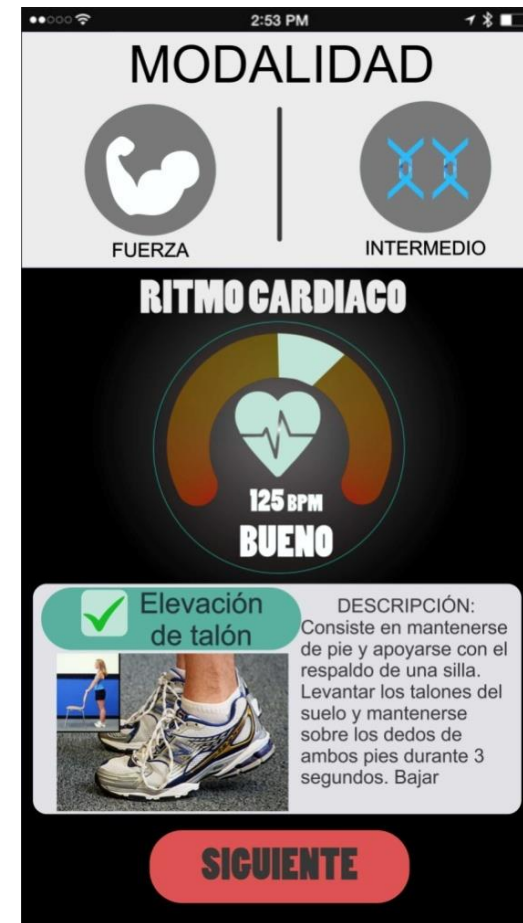 2:53 PM
MODALIDAD
FUERZA
INTERMEDIO
RITMO CARDIACO
125 BPM
BUENO
Elevación
de talón
DESCRIPCIÓN:
Consiste en mantenerse
de pie y apoyarse con el
respaldo de una silla.
Levantar los talones del
suelo y mantenerse
sobre los dedos de
ambos pies durante 3
segundos. Bajar
SIGUIENTE